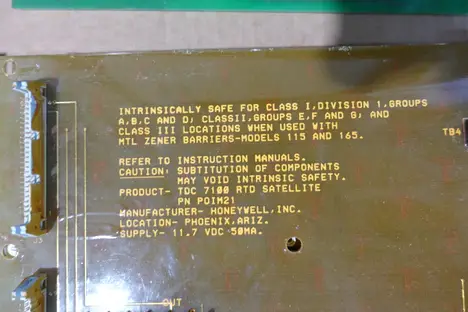 INTRINSICALLY SAFE FOR CLASS I,DIVISION 1,GROUPS
A,B,C AND D; CLASSII,GROUPS E,F AND G; AND
CLASS III LOCATIONS WHEN USED WITH
MTL ZENER BARRIERS-MODELS 115 AND 165.
TB4
REFER TO INSTRUCTION MANUALS.
CAUTION: SUBTITUTION OF COMPONENTS
MAY VOID INTRINSIC SAFETY.
PRODUCT- TDC 7100 RTD SATELLITE
PN POIM21
MANUFACTURER- HONEYWELL,INC.
LOCATION- PHOENIX,ARIZ.
SUPPLY- 11.7 VDC 50MA.
CUT